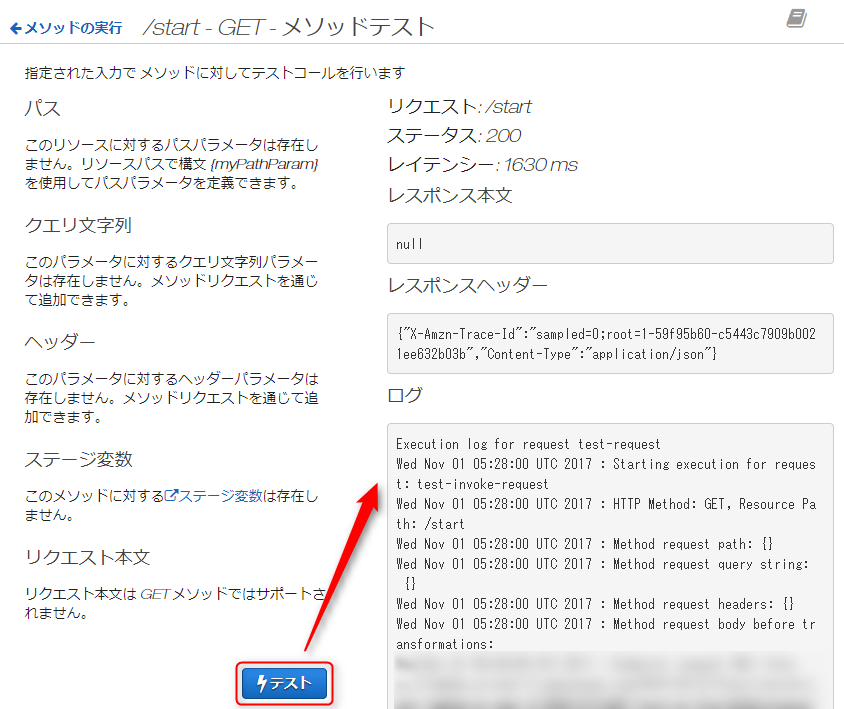 メソッドの実行 /start - GET - メソッドテスト
指定された入力で メソッドに対してテストコールを行います
パス
このリソースに対するパスパラメータは存在し
ません。リソースパスで構文 {myPathParam}
を使用してパスパラメータを定義できます。
クエリ文字列
このパラメータに対するクエリ文字列パラメー
タは存在しません。メソッドリクエストを通じ
て追加できます。
ヘッダー
このパラメータに対するヘッダーパラメータは
存在しません。メソッドリクエストを通じて追
加できます。
ステージ変数
このメソッドに対するステージ変数は存在し
ません。
リクエスト本文
リクエスト本文は GET メソッドではサポートさ
れません。
テスト
リクエスト: /start
ステータス: 200
レイテンシー: 1630 ms
レスポンス本文
null
レスポンスヘッダー
{"X-Amzn-Trace-Id":"sampled=0;root=1-59f95b60-c5443c7909b002
1ee632b03b","Content-Type":"application/json"}
ログ
Execution log for request test-request
Wed Nov 01 05:28:00 UTC 2017 : Starting execution for reques
t: test-invoke-request
Wed Nov 01 05:28:00 UTC 2017 : HTTP Method: GET, Resource Pa
th: /start
Wed Nov 01 05:28:00 UTC 2017 : Method request path: {}
Wed Nov 01 05:28:00 UTC 2017 : Method request query string:
{}
Wed Nov 01 05:28:00 UTC 2017 : Method request headers: {}
Wed Nov 01 05:28:00 UTC 2017 : Method request body before tr
ansformations: